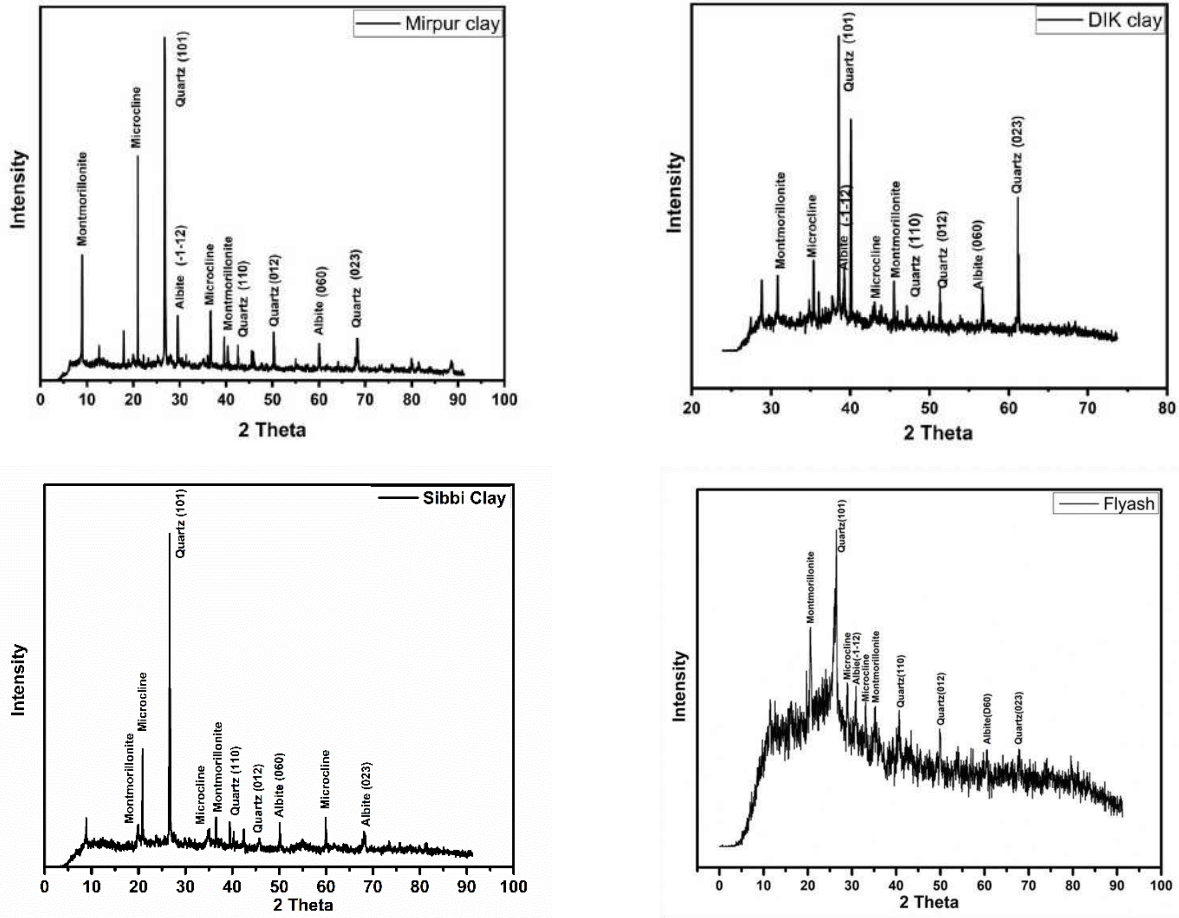 Mirpur clay
Intensity
Montmorillonite
Microcline
Quartz (101)
Albite (-1-12)
Microcline
Montmorillonite
Quartz (110)
Quartz (012)
Albite (060)
Quartz (023)
0 10 20 30 40 50 60 70 80 90 100
2 Theta
DIK clay
Intensity
Montmorillonite
Microcline
Quartz (101)
Albite (-1-12)
Microcline
Montmorillonite
Quartz (110)
Quartz (012)
Albite (060)
Quartz (023)
20 30 40 50 60 70 80
2 Theta
Sibbi Clay
Intensity
Montmorillonite
Microcline
Quartz (101)
Microcline
Montmorillonite
Quartz (110)
Quartz (012)
Albite (060)
Microcline
Albite (023)
0 10 20 30 40 50 60 70 80 90 100
2 Theta
Flyash
Intensity
Montmorillonite
Quartz(101)
Microcline
Albie(-1-12)
Microcline
Montmorillonite
Quartz(110)
Quartz(012)
Albite(D60)
Quartz(023)
0 10 20 30 40 50 60 70 80 90 100
2 Theta